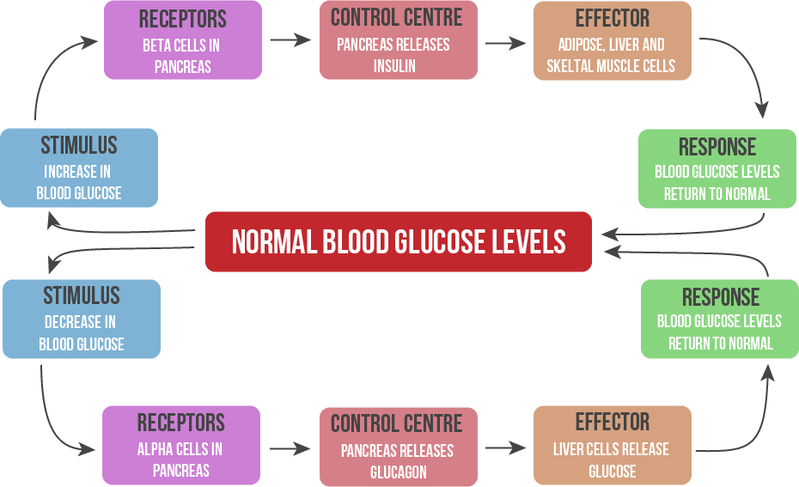 RECEPTORS
BETA CELLS IN
PANCREAS
CONTROL CENTRE
PANCREAS RELEASES
INSULIN
EFFECTOR
ADIPOSE, LIVER AND
SKELTAL MUSCLE CELLS
STIMULUS
INCREASE IN
BLOOD GLUCOSE
RESPONSE
BLOOD GLUCOSE LEVELS
RETURN TO NORMAL
NORMAL BLOOD GLUCOSE LEVELS
STIMULUS
DECREASE IN
BLOOD GLUCOSE
RESPONSE
BLOOD GLUCOSE LEVELS
RETURN TO NORMAL
RECEPTORS
ALPHA CELLS IN
PANCREAS
CONTROL CENTRE
PANCREAS RELEASES
GLUCAGON
EFFECTOR
LIVER CELLS RELEASE
GLUCOSE